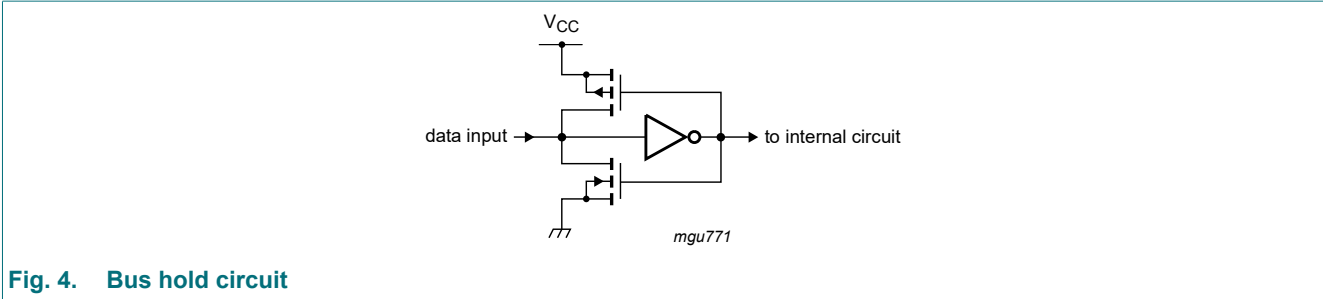 VCC
data input
to internal circuit
mgu771
Fig. 4. Bus hold circuit